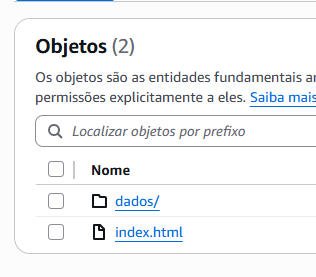 Objetos (2)
Os objetos são as entidades fundamentais
permissões explicitamente a eles. Saiba mais
Localizar objetos por prefixo
Nome
dados/
index.html